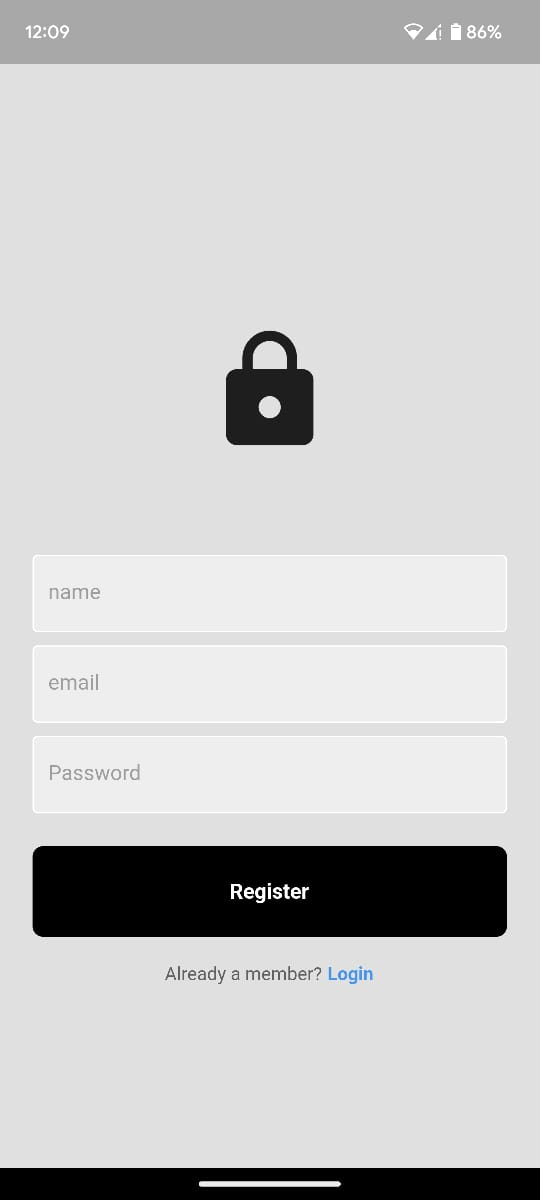 12:09 86%
name
email
Password
Register
Already a member? Login